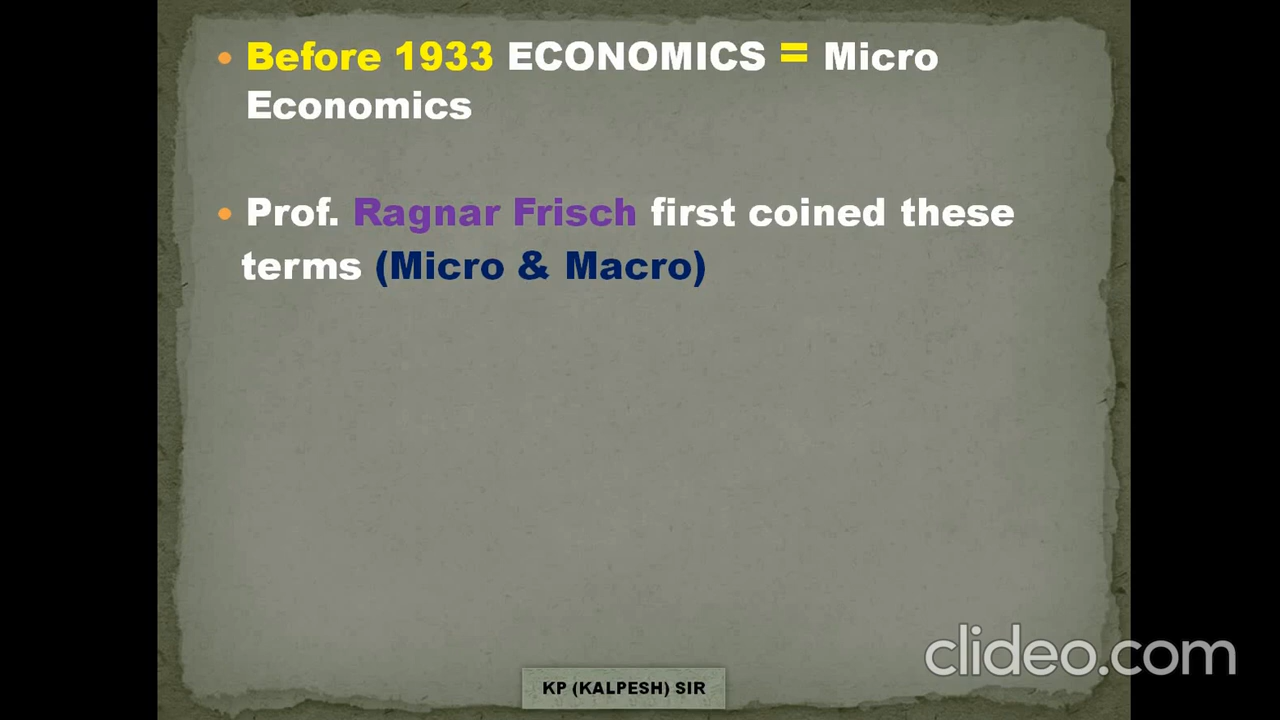 • Before 1933 ECONOMICS = Micro
Economics
• Prof. Ragnar Frisch first coined these
terms (Micro & Macro)
clideo.com
KP (KALPESH) SIR